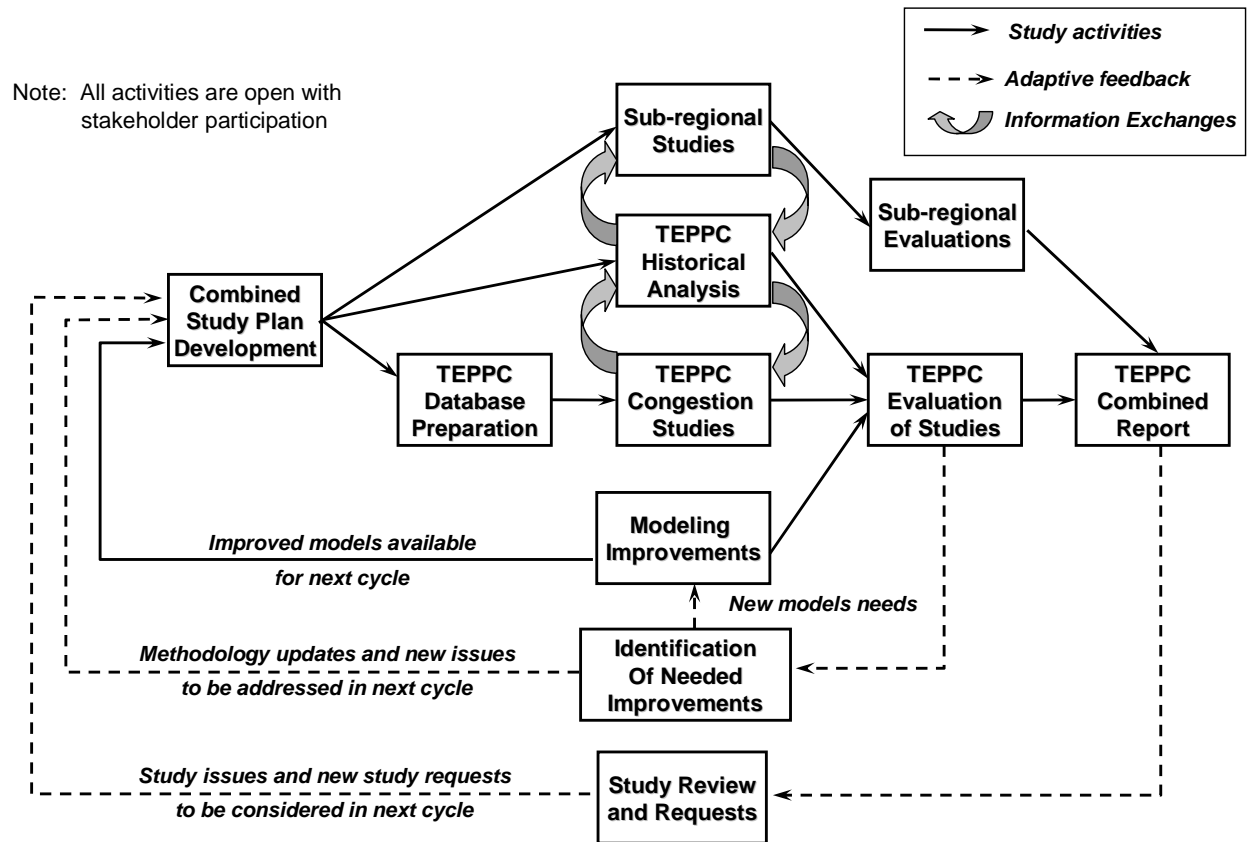 Study activities
Adaptive feedback
Information Exchanges
Note: All activities are open with
stakeholder participation
Sub-regional
Studies
Sub-regional
Evaluations
TEPPC
Historical
Analysis
Combined
Study Plan
Development
TEPPC
Database
Preparation
TEPPC
Congestion
Studies
TEPPC
Evaluation
of Studies
TEPPC
Combined
Report
Modeling
Improvements
Improved models available
for next cycle
New models needs
Identification
Of Needed
Improvements
Methodology updates and new issues
to be addressed in next cycle
Study Review
and Requests
Study issues and new study requests
to be considered in next cycle